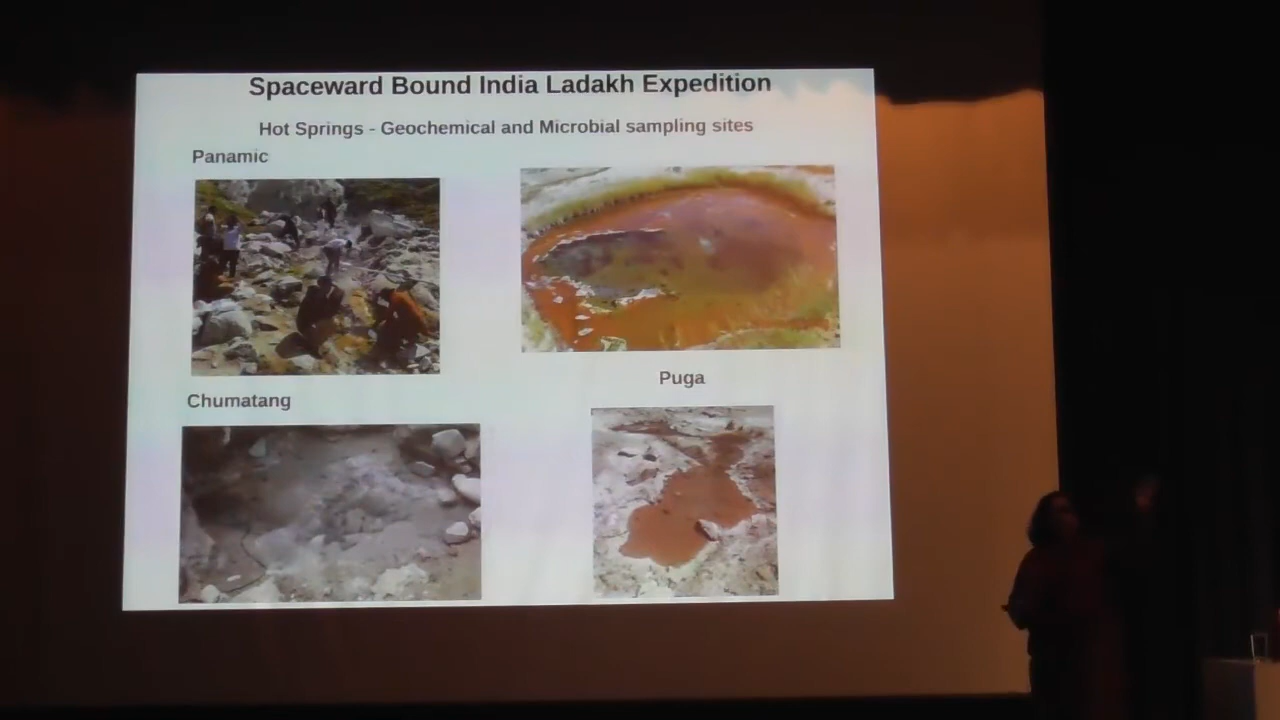 Spaceward Bound India Ladakh Expedition
Hot Springs - Geochemical and Microbial sampling sites
Panamic
Puga
Chumatang